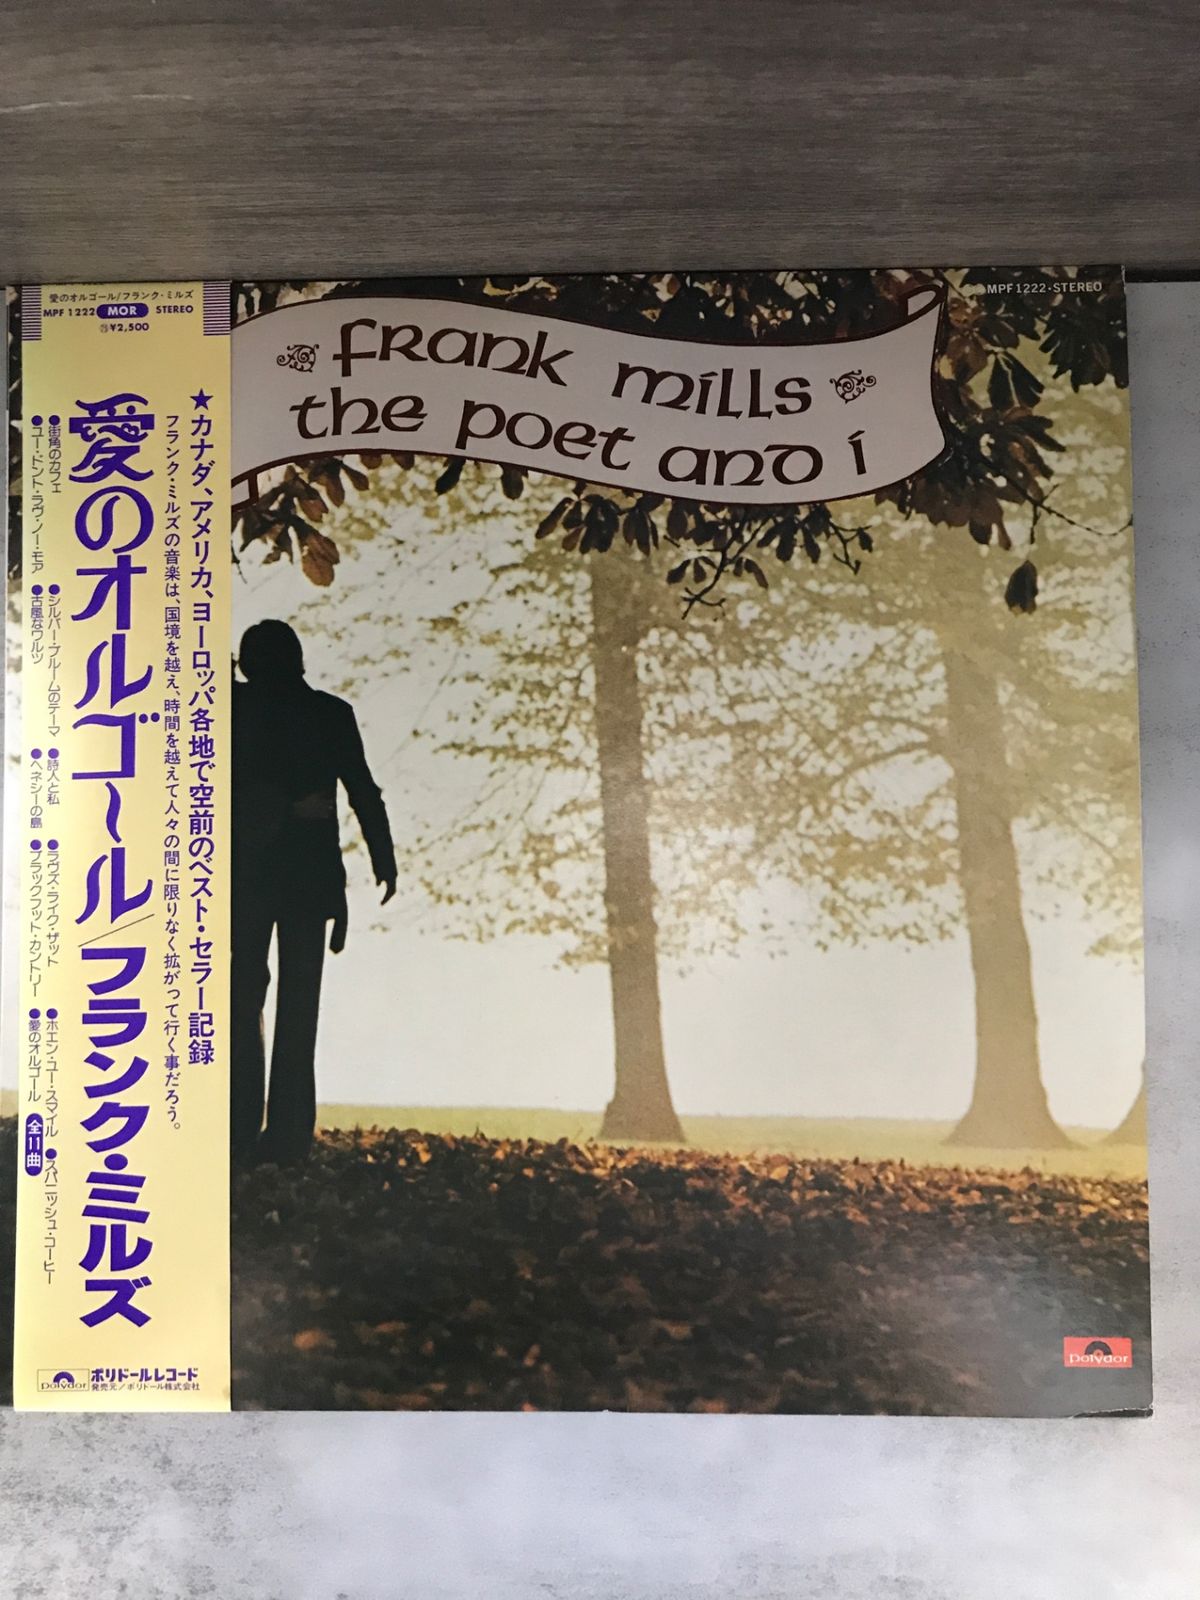 愛のオルゴール/フランク・ミルズ
MPF 1222 MOR STEREO
¥2,500
★カナダ、アメリカ、ヨーロッパ各地で空前のベスト・セラー記録
フランク・ミルズの音楽は、国境を越え、時間を越えて人々の間に限りなく拡がって行く事だろう。
愛のオルゴール/フランク・ミルズ
●街角のカフェ ●シルバー・ブルームのテーマ ●詩人と私 ●ラヴズ・ライク・ザット ●ホエン・ユー・スマイル ●スパニッシュ・コーヒー
●ユー・ドント・ラヴ・ノー・モア ●古風なワルツ ●ヘネシーの島 ●ブラックフット・カントリー ●愛のオルゴール 全11曲
polydor ポリドールレコード
発売元/ポリドール株式会社
MPF 1222・STEREO
frank mills
the poet and i
polydor